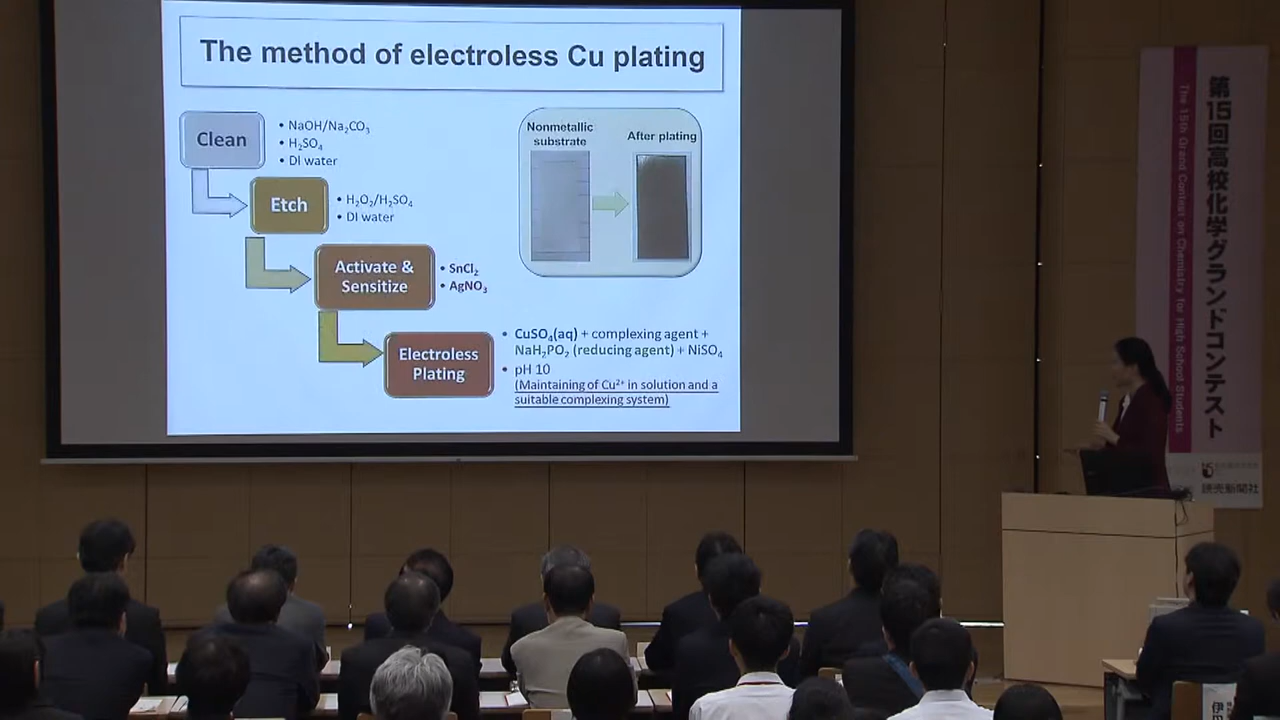 The method of electroless Cu plating
Clean
• NaOH/Na₂CO₃
• H₂SO₄
• DI water
Etch
• H₂O₂/H₂SO₄
• DI water
Activate &
Sensitize
• SnCl₂
• AgNO₃
Electroless
Plating
• CuSO₄(aq) + complexing agent +
NaH₂PO₂ (reducing agent) + NiSO₄
• pH 10
(Maintaining of Cu²⁺ in solution and a
suitable complexing system)
Nonmetallic
substrate
After plating
第15回高校化学グランドコンテスト
The 15th Grand Contest on Chemistry for High School Students
読売新聞社